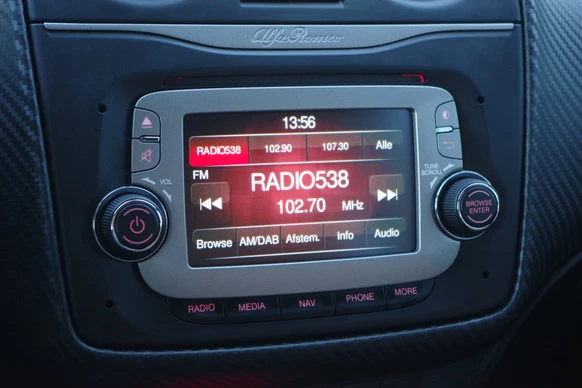 Alfa Romeo
13:56
RADIO538 102.90 107.30 Alle
FM
RADIO538
102.70 MHz
Browse AM/DAB Afstem. Info Audio
VOL
TUNE
SCROLL
BROWSE
ENTER
RADIO MEDIA NAV PHONE MORE